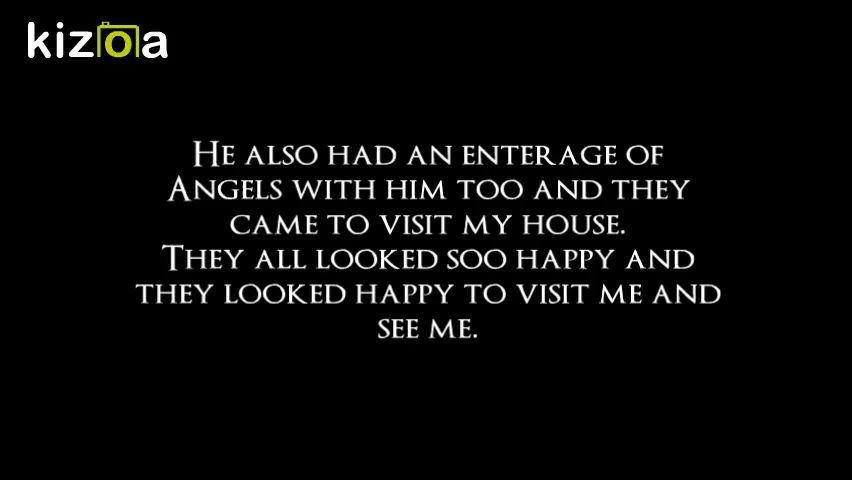 kizoa
He also had an enterage of
Angels with him too and they
came to visit my house.
They all looked soo happy and
they looked happy to visit me and
see me.